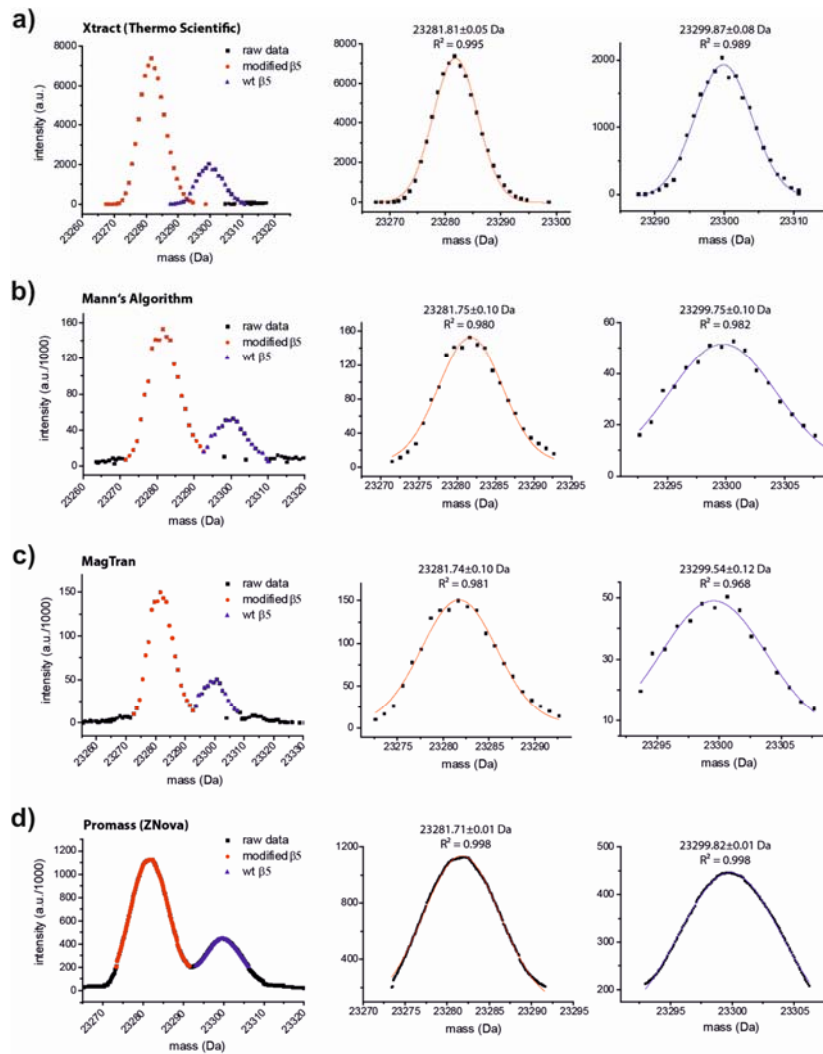 a)
Xtract (Thermo Scientific)
8000
6000
4000
2000
0
intensity (a.u.)
raw data
modified β5
wt β5
23260
23270
23280
23290
23300
23310
23320
mass (Da)
23281.81±0.05 Da
R² = 0.995
8000
6000
4000
2000
0
23270
23280
23290
23300
mass (Da)
23299.87±0.08 Da
R² = 0.989
2000
1000
0
23290
23300
23310
mass (Da)
b)
Mann's Algorithm
160
120
80
40
0
intensity (a.u./1000)
raw data
modified β5
wt β5
23260
23270
23280
23290
23300
23310
23320
mass (Da)
23281.75±0.10 Da
R² = 0.980
160
120
80
40
0
23270
23275
23280
23285
23290
23295
mass (Da)
23299.75±0.10 Da
R² = 0.982
60
40
20
0
23295
23300
23305
mass (Da)
c)
MagTran
150
100
50
0
intensity (a.u./1000)
raw data
modified β5
wt β5
23260
23270
23280
23290
23300
23310
23320
23330
mass (Da)
23281.74±0.10 Da
R² = 0.981
150
125
100
75
50
25
0
23275
23280
23285
23290
mass (Da)
23299.54±0.12 Da
R² = 0.968
50
40
30
20
10
23295
23300
23305
mass (Da)
d)
Promass (ZNova)
1200
1000
800
600
400
200
0
intensity (a.u./1000)
raw data
modified β5
wt β5
23270
23280
23290
23300
23310
23320
mass (Da)
23281.71±0.01 Da
R² = 0.998
1200
800
400
23270
23275
23280
23285
23290
23295
mass (Da)
23299.82±0.01 Da
R² = 0.998
500
400
300
200
23295
23300
23305
mass (Da)